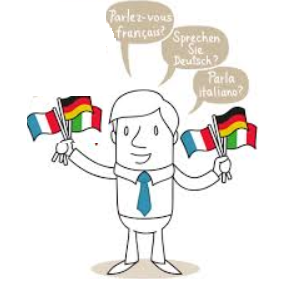 Parlez-vous
français?
Sprechen
Sie
Deutsch?
Parla
italiano?